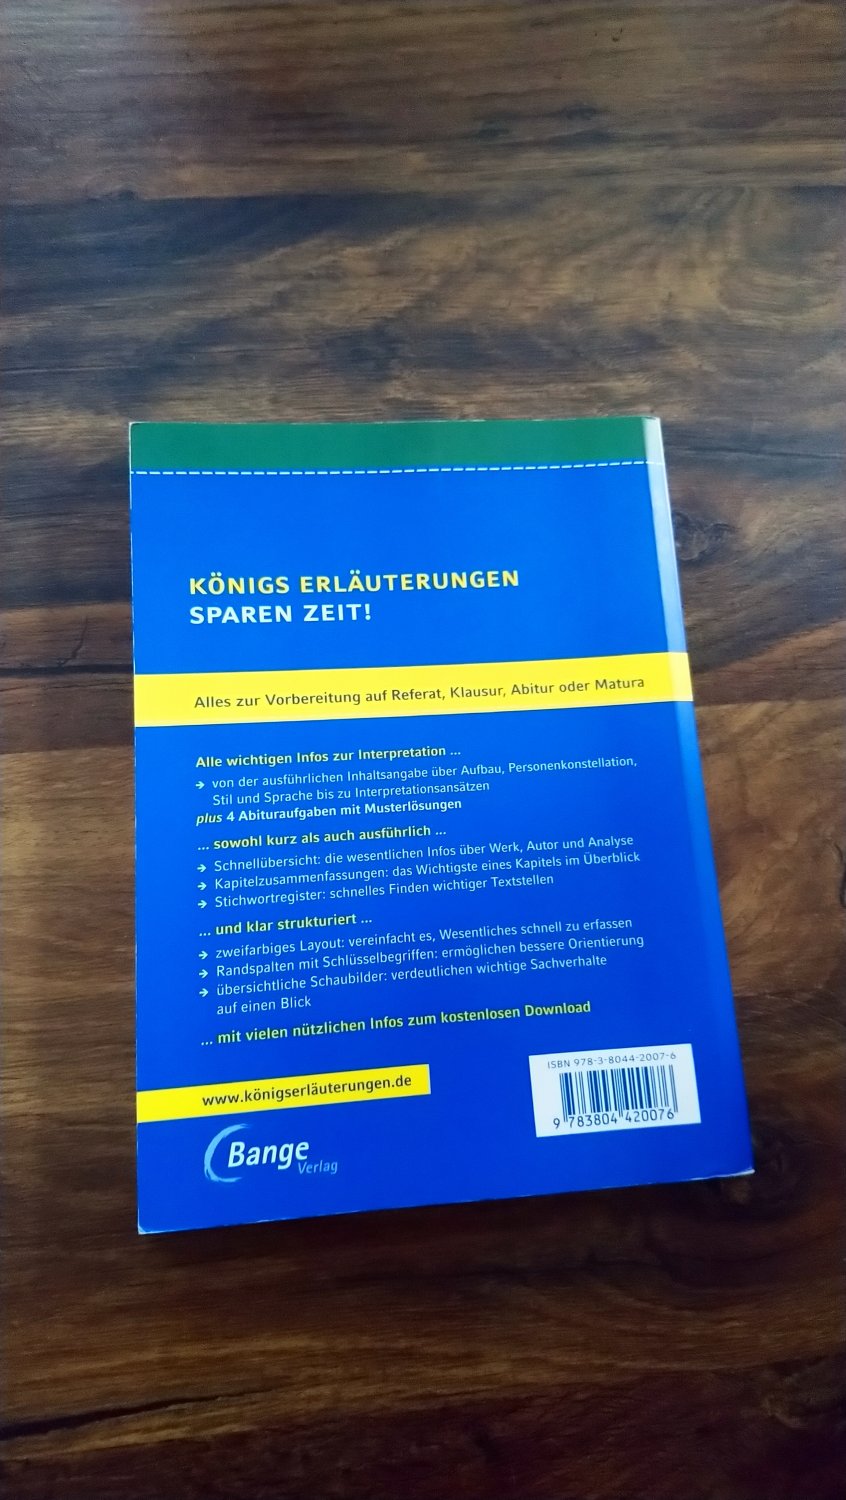 KÖNIGS ERLÄUTERUNGEN
SPAREN ZEIT!
Alles zur Vorbereitung auf Referat, Klausur, Abitur oder Matura
Alle wichtigen Infos zur Interpretation ...
→ von der ausführlichen Inhaltsangabe über Aufbau, Personenkonstellation,
Stil und Sprache bis zu Interpretationsansätzen
plus 4 Abituraufgaben mit Musterlösungen
... sowohl kurz als auch ausführlich ...
→ Schnellübersicht: die wesentlichen Infos über Werk, Autor und Analyse
→ Kapitelzusammenfassungen: das Wichtigste eines Kapitels im Überblick
→ Stichwortregister: schnelles Finden wichtiger Textstellen
... und klar strukturiert ...
→ zweifarbiges Layout: vereinfacht es, Wesentliches schnell zu erfassen
→ Randspalten mit Schlüsselbegriffen: ermöglichen bessere Orientierung
→ übersichtliche Schaubilder: verdeutlichen wichtige Sachverhalte
auf einen Blick
... mit vielen nützlichen Infos zum kostenlosen Download
www.königserläuterungen.de
Bange
Verlag
ISBN 978-3-8044-2007-6
9 783804 420076